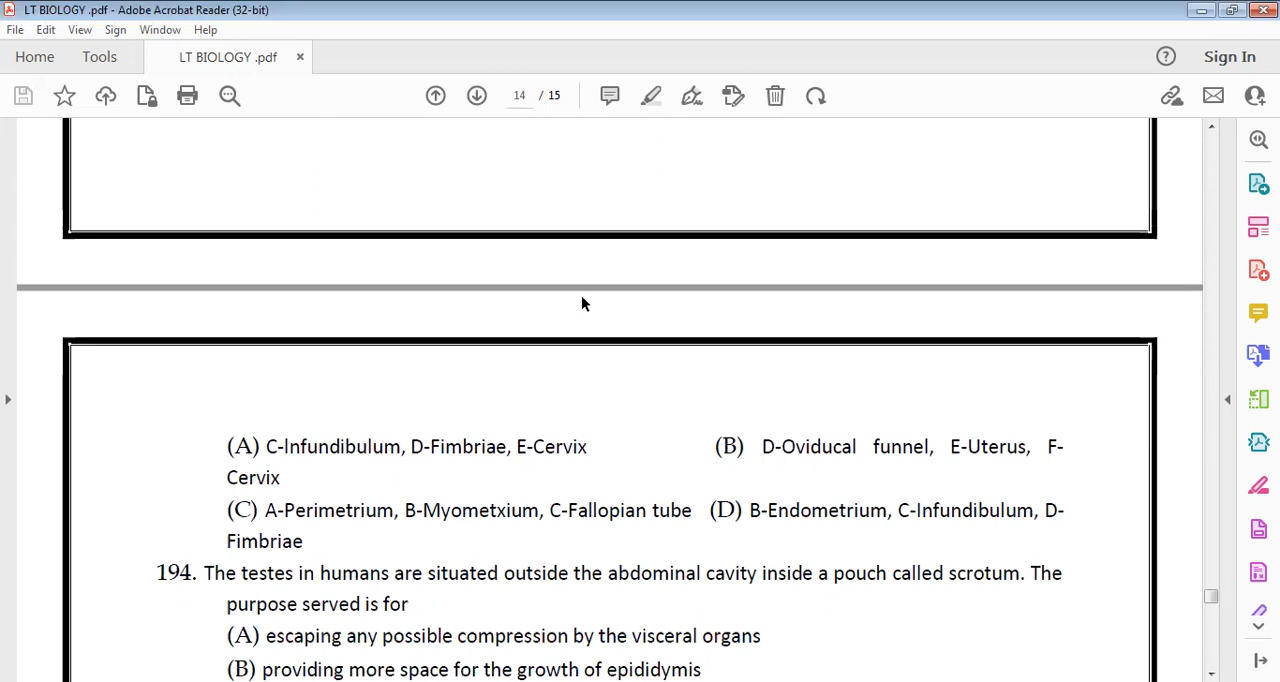 LT BIOLOGY .pdf - Adobe Acrobat Reader (32-bit)
File Edit View Sign Window Help
Home Tools LT BIOLOGY .pdf × Sign In
14 / 15
(A) C-lnfundibulum, D-Fimbriae, E-Cervix (B) D-Oviducal funnel, E-Uterus, F-
Cervix
(C) A-Perimetrium, B-Myometxium, C-Fallopian tube (D) B-Endometrium, C-Infundibulum, D-
Fimbriae
194. The testes in humans are situated outside the abdominal cavity inside a pouch called scrotum. The
purpose served is for
(A) escaping any possible compression by the visceral organs
(B) providing more space for the growth of epididymis